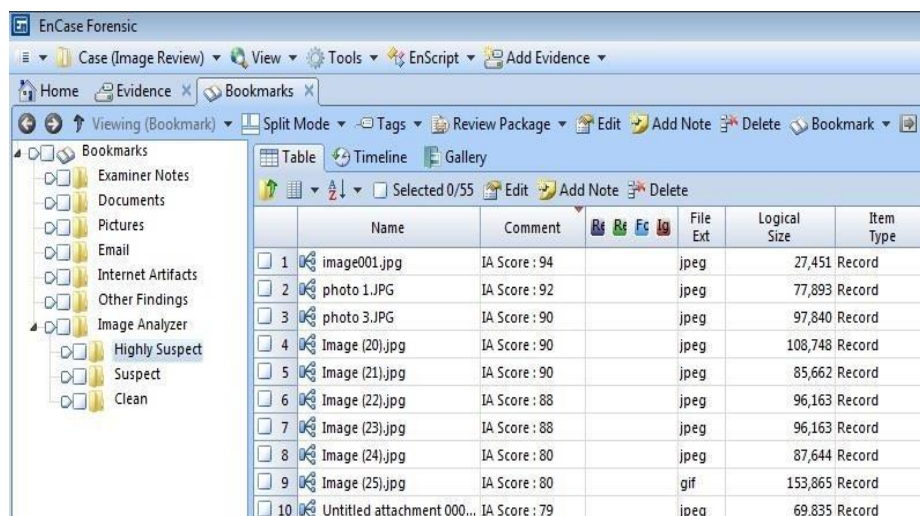 En EnCase Forensic
Case (Image Review) View Tools EnScript Add Evidence
Home Evidence Bookmarks
Viewing (Bookmark) Split Mode Tags Review Package Edit Add Note Delete Bookmark
Bookmarks
Examiner Notes
Documents
Pictures
Email
Internet Artifacts
Other Findings
Image Analyzer
Highly Suspect
Suspect
Clean
Table Timeline Gallery
Selected 0/55 Edit Add Note Delete
Name Comment Re Re Fc Ig File Ext Logical Size Item Type
1 image001.jpg IA Score : 94 jpeg 27,451 Record
2 photo 1.JPG IA Score : 92 jpeg 77,893 Record
3 photo 3.JPG IA Score : 90 jpeg 97,840 Record
4 Image (20).jpg IA Score : 90 jpeg 108,748 Record
5 Image (21).jpg IA Score : 90 jpeg 85,662 Record
6 Image (22).jpg IA Score : 88 jpeg 96,163 Record
7 Image (23).jpg IA Score : 88 jpeg 96,163 Record
8 Image (24).jpg IA Score : 80 jpeg 87,644 Record
9 Image (25).jpg IA Score : 80 gif 153,865 Record
10 Untitled attachment 000... IA Score : 79 jpeg 69,835 Record